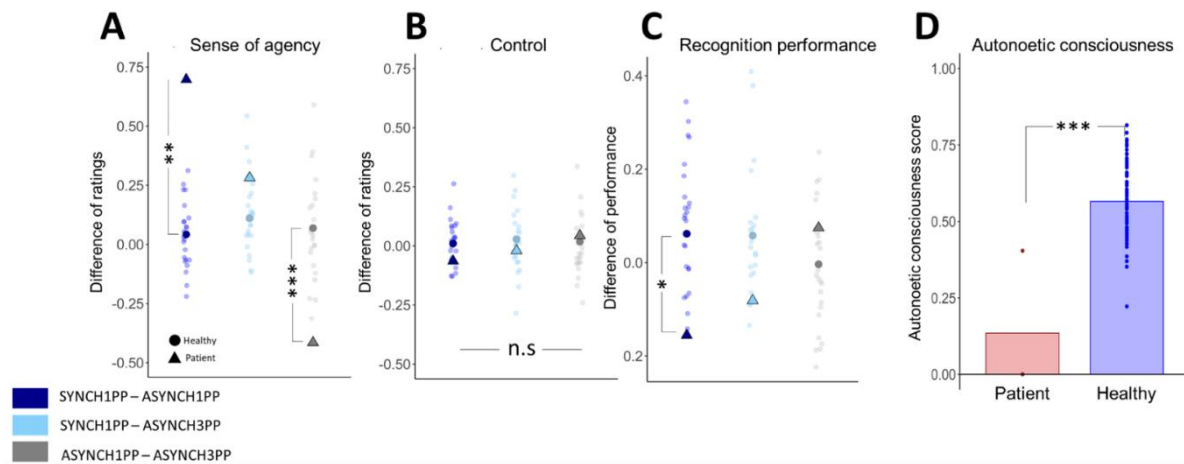 A
Sense of agency
Difference of ratings
0.75
0.50
0.25
0.00
-0.25
-0.50
**
***
Healthy
Patient
B
Control
Difference of ratings
0.75
0.50
0.25
0.00
-0.25
-0.50
n.s
C
Recognition performance
Difference of performance
0.4
0.2
0.0
0.2
*
D
Autonoetic consciousness
Autonoetic consciousness score
1.00
0.75
0.50
0.25
0.00
***
Patient
Healthy
SYNCH1PP – ASYNCH1PP
SYNCH1PP – ASYNCH3PP
ASYNCH1PP – ASYNCH3PP